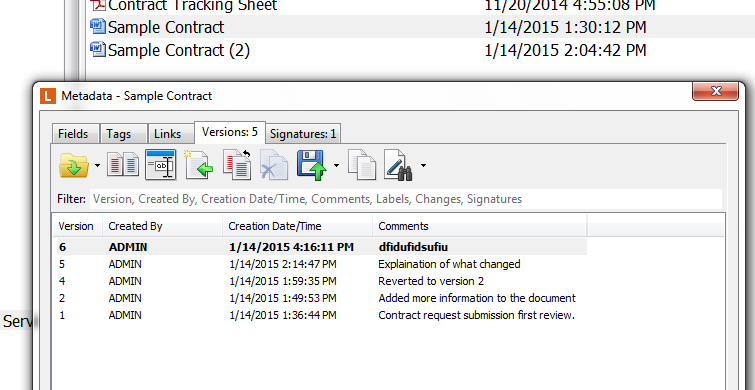 Contract Tracking Sheet 11/20/2014 4:55:08 PM
Sample Contract 1/14/2015 1:30:12 PM
Sample Contract (2) 1/14/2015 2:04:42 PM
L Metadata - Sample Contract
Fields Tags Links Versions: 5 Signatures: 1
Filter: Version, Created By, Creation Date/Time, Comments, Labels, Changes, Signatures
Version Created By Creation Date/Time Comments
6 ADMIN 1/14/2015 4:16:11 PM dfidufidsufiu
5 ADMIN 1/14/2015 2:14:47 PM Explaination of what changed
4 ADMIN 1/14/2015 1:59:35 PM Reverted to version 2
2 ADMIN 1/14/2015 1:49:53 PM Added more information to the document
1 ADMIN 1/14/2015 1:36:44 PM Contract request submission first review.
Serv